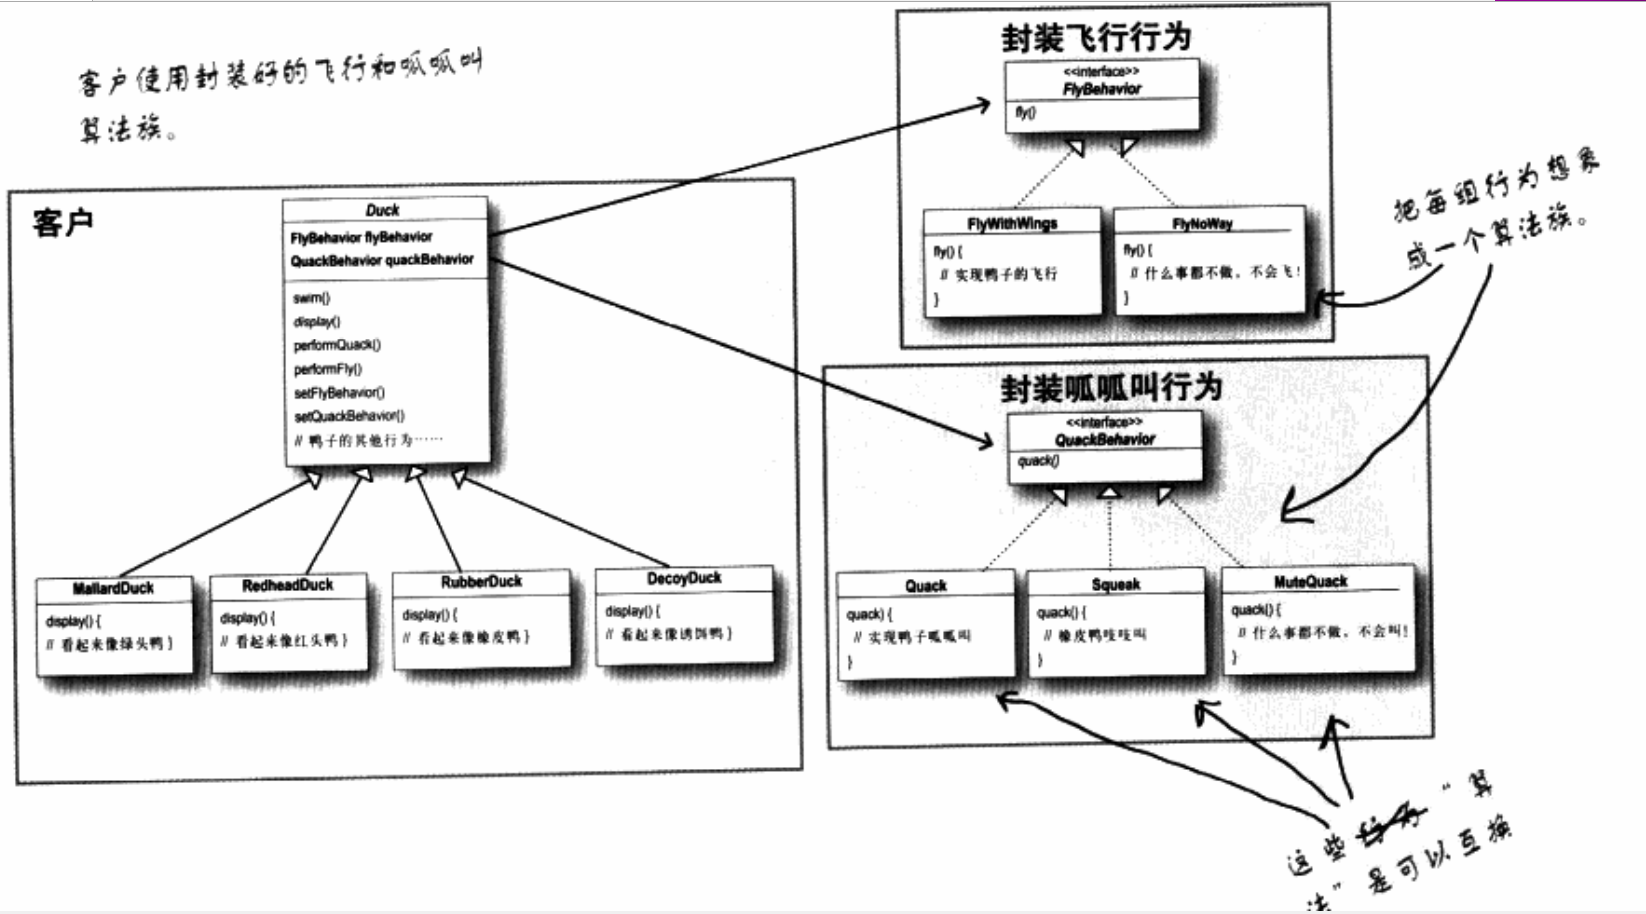 客户使用封装好的飞行和呱呱叫
算法族。
客户
Duck
FlyBehavior flyBehavior
QuackBehavior quackBehavior
swim()
display()
performQuack()
performFly()
setFlyBehavior()
setQuackBehavior()
// 鸭子的其他行为……
MallardDuck
display() {
// 看起来像绿头鸭 }
RedheadDuck
display() {
// 看起来像红头鸭 }
RubberDuck
display() {
// 看起来像橡皮鸭 }
DecoyDuck
display() {
// 看起来像诱饵鸭 }
封装飞行行为
<<interface>>
FlyBehavior
fly()
FlyWithWings
fly() {
// 实现鸭子的飞行
}
FlyNoWay
fly() {
// 什么事都不做，不会飞！
}
把每组行为想象
成一个算法族。
封装呱呱叫行为
<<interface>>
QuackBehavior
quack()
Quack
quack) {
// 实现鸭子呱呱叫
}
Squeak
quack() {
// 橡皮鸭吱吱叫
}
MuteQuack
quack() {
// 什么事都不做，不会叫！
}
这些行为“算
法”是可以互换